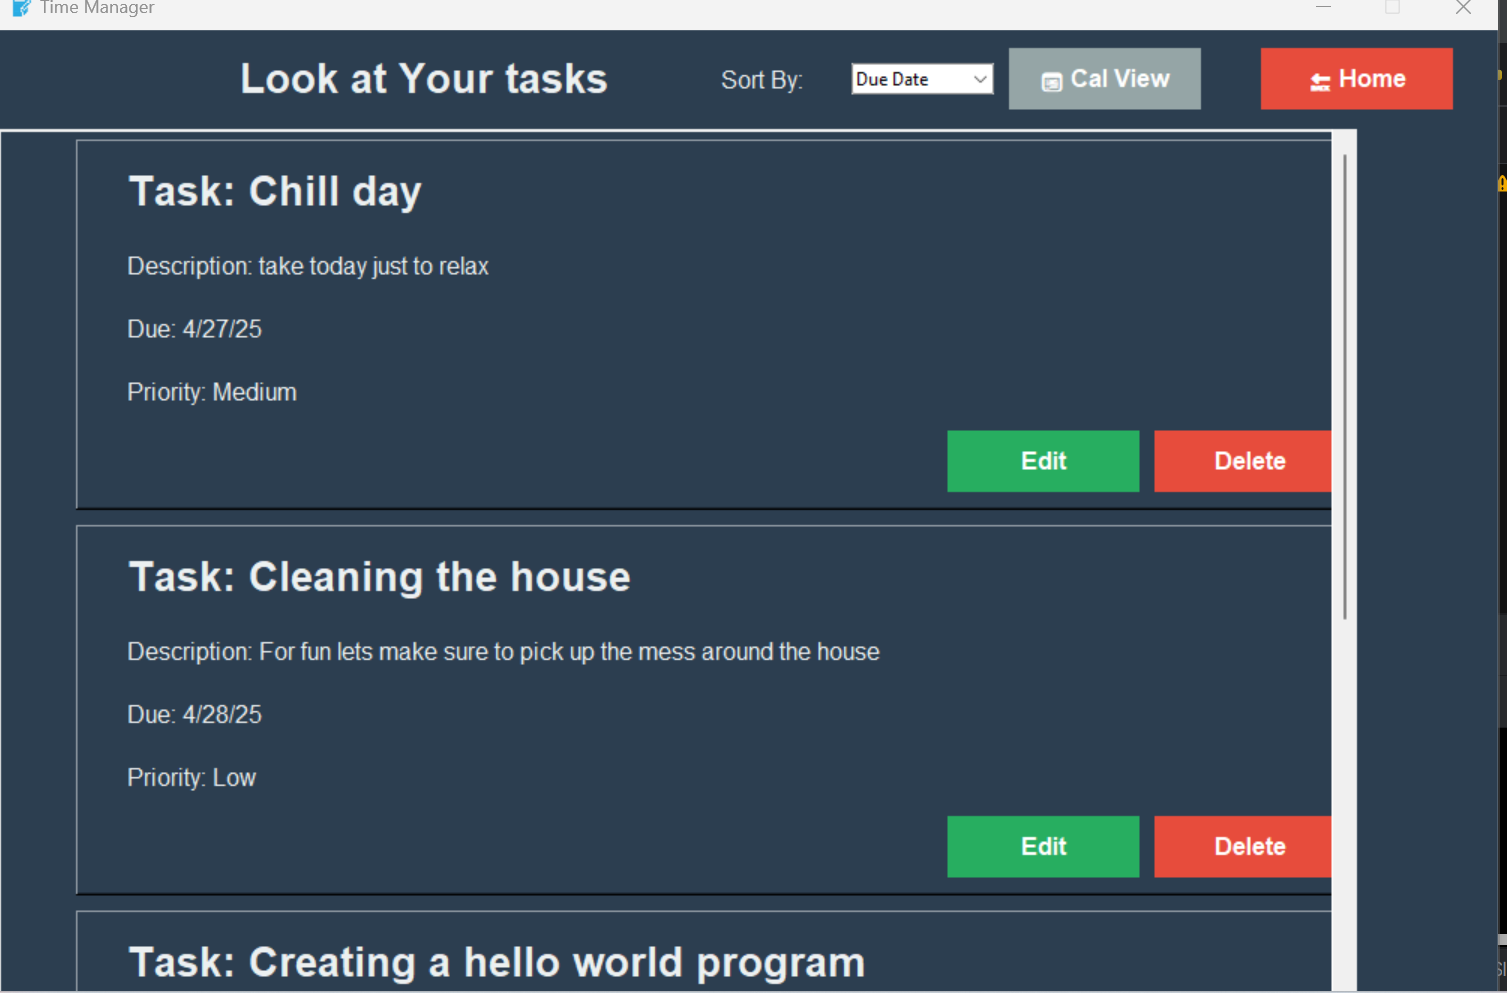 Time Manager
Look at Your tasks
Sort By:
Due Date
Cal View
Home
Task: Chill day
Description: take today just to relax
Due: 4/27/25
Priority: Medium
Edit
Delete
Task: Cleaning the house
Description: For fun lets make sure to pick up the mess around the house
Due: 4/28/25
Priority: Low
Edit
Delete
Task: Creating a hello world program